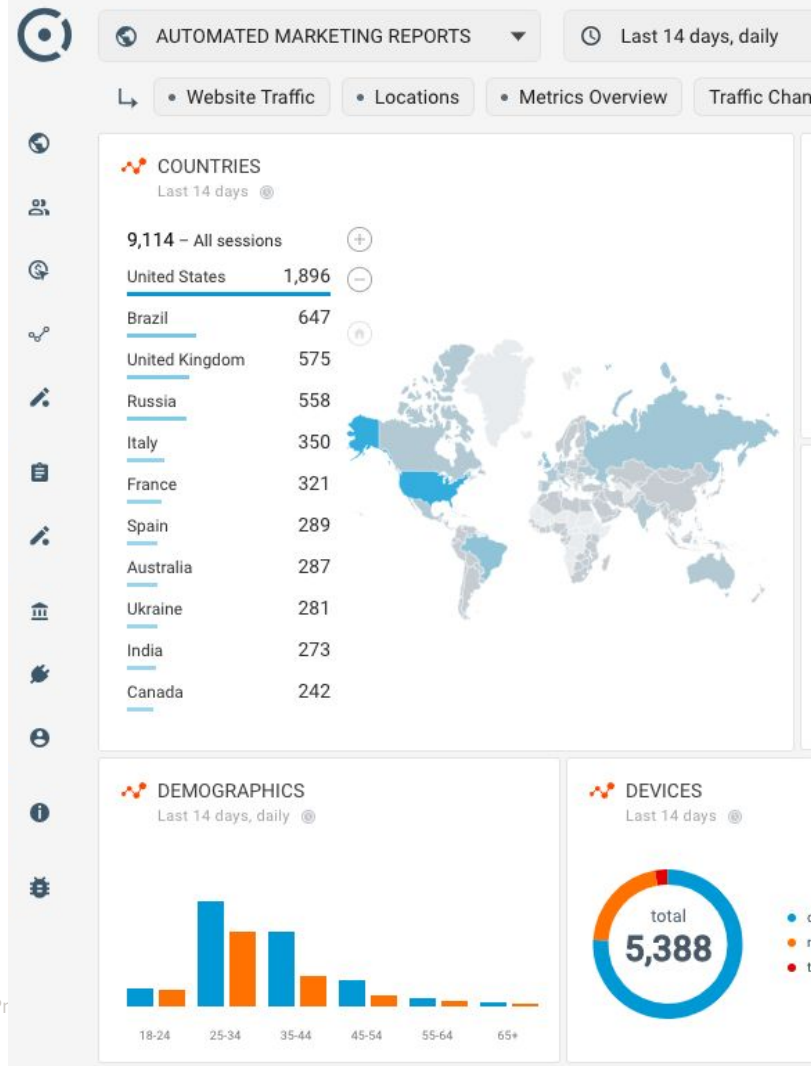 AUTOMATED MARKETING REPORTS
Last 14 days, daily
Website Traffic
Locations
Metrics Overview
Traffic Chan
COUNTRIES
Last 14 days
9,114 – All sessions
United States 1,896
Brazil 647
United Kingdom 575
Russia 558
Italy 350
France 321
Spain 289
Australia 287
Ukraine 281
India 273
Canada 242
DEMOGRAPHICS
Last 14 days, daily
18-24 25-34 35-44 45-54 55-64 65+
DEVICES
Last 14 days
total
5,388